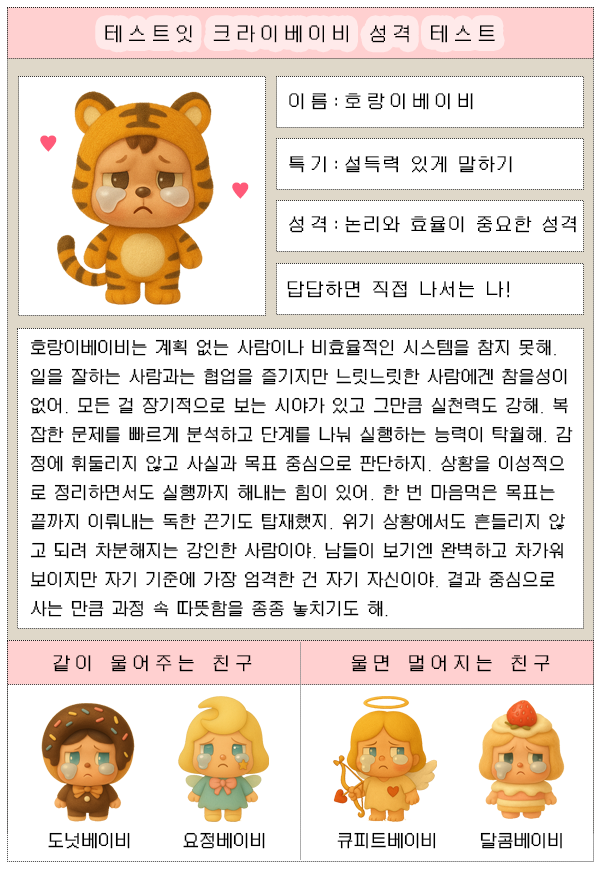 테스트잇 크라이베이비 성격 테스트
이름:호랑이베이비
특기:설득력 있게 말하기
성격:논리와 효율이 중요한 성격
답답하면 직접 나서는 나!
호랑이베이비는 계획 없는 사람이나 비효율적인 시스템을 참지 못해.
일을 잘하는 사람과는 협업을 즐기지만 느릿느릿한 사람에겐 참을성이
없어. 모든 걸 장기적으로 보는 시야가 있고 그만큼 실천력도 강해. 복
잡한 문제를 빠르게 분석하고 단계를 나눠 실행하는 능력이 탁월해. 감
정에 휘둘리지 않고 사실과 목표 중심으로 판단하지. 상황을 이성적으
로 정리하면서도 실행까지 해내는 힘이 있어. 한 번 마음먹은 목표는
끝까지 이뤄내는 독한 끈기도 탑재했지. 위기 상황에서도 흔들리지 않
고 되려 차분해지는 강인한 사람이야. 남들이 보기엔 완벽하고 차가워
보이지만 자기 기준에 가장 엄격한 건 자기 자신이야. 결과 중심으로
사는 만큼 과정 속 따뜻함을 종종 놓치기도 해.
같이 울어주는 친구
울면 멀어지는 친구
도넛베이비
요정베이비
큐피트베이비
달콤베이비